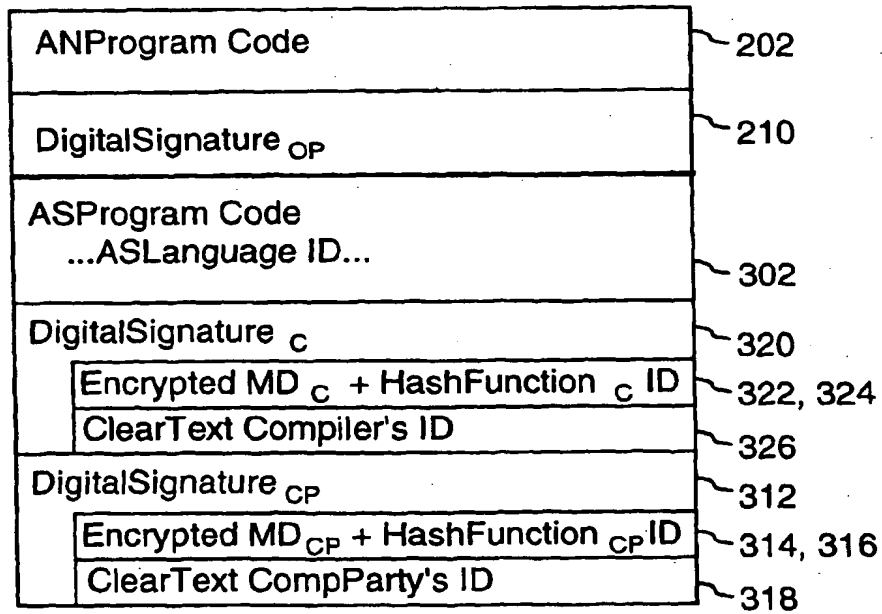 ANProgram Code 202
DigitalSignature OP 210
ASProgram Code
...ASLanguage ID... 302
DigitalSignature C 320
Encrypted MD C + HashFunction C ID 322, 324
ClearText Compiler's ID 326
DigitalSignature CP 312
Encrypted MD CP + HashFunction CP ID 314, 316
ClearText CompParty's ID 318